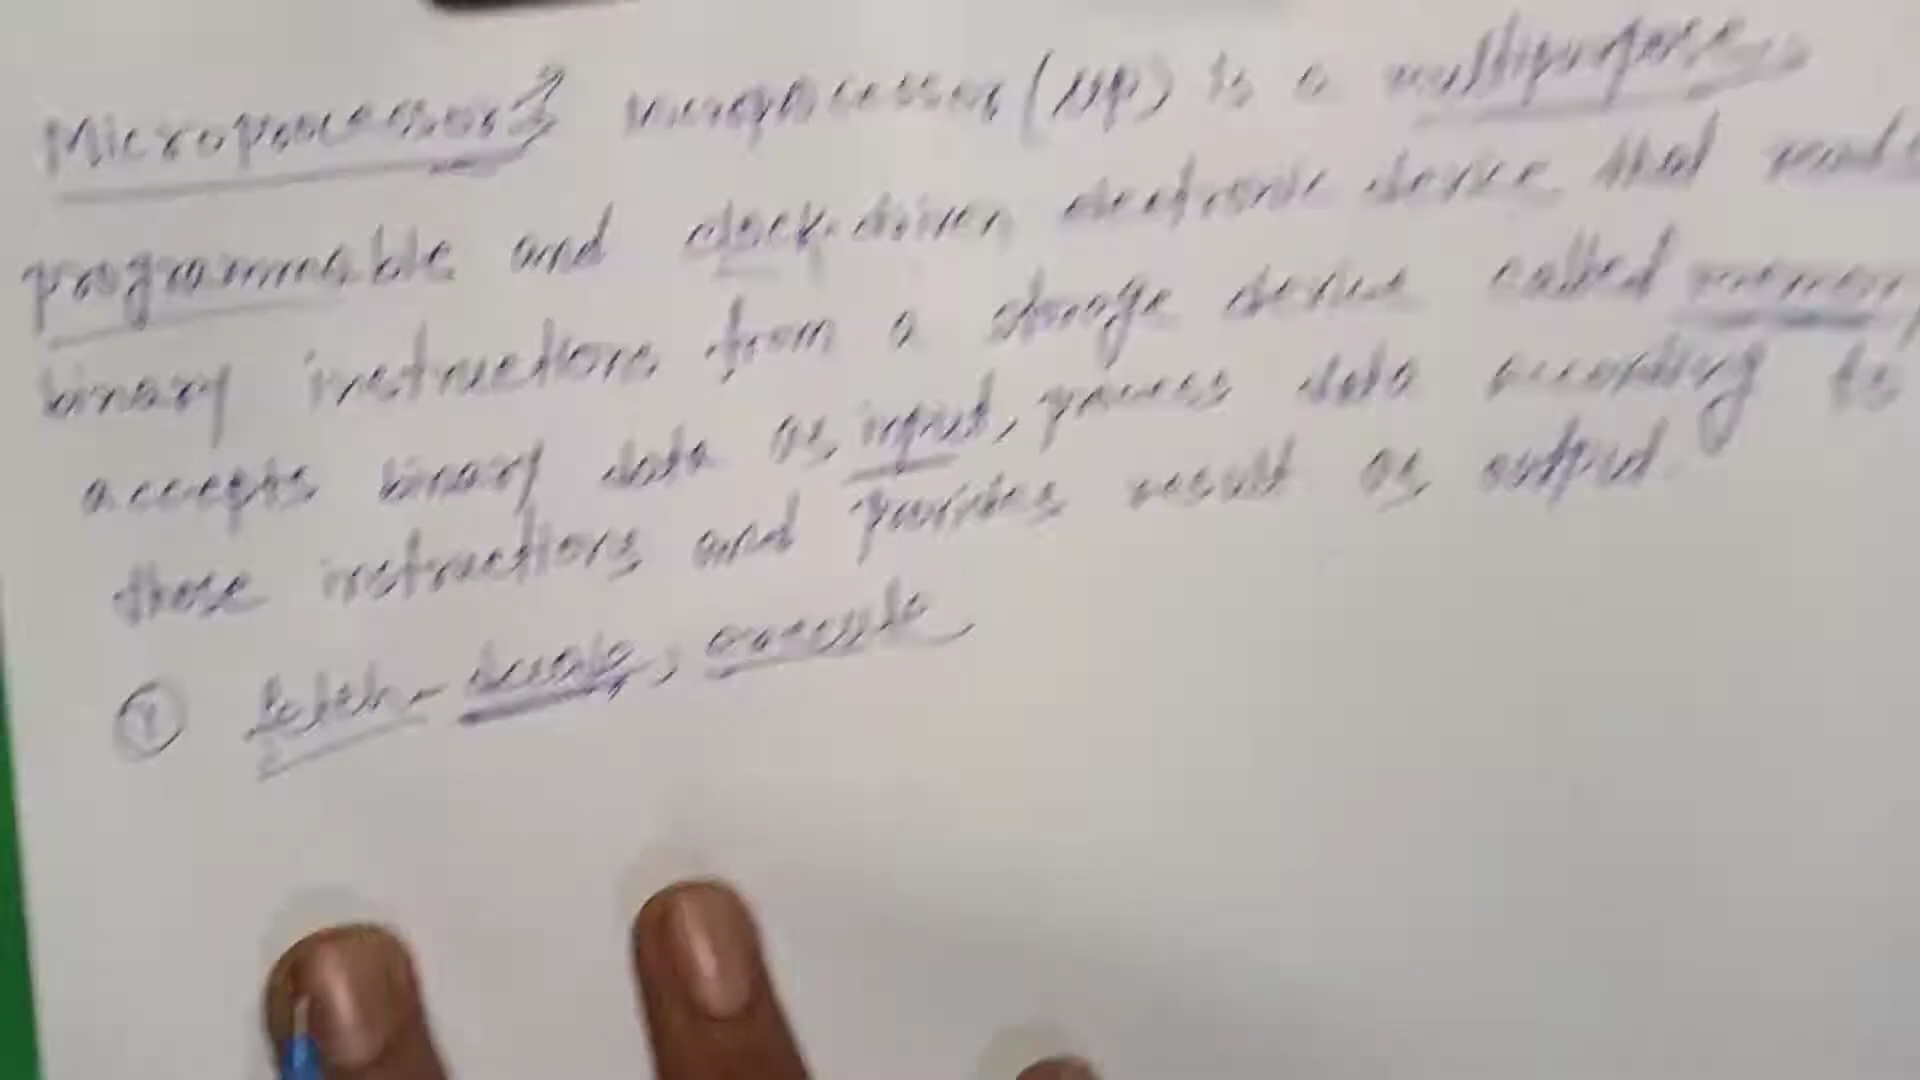 Microprocessor: microprocessor (μp) is a multipurpose,
programmable and clock-driven electronic device that reads
binary instructions from a storage device called memory,
accepts binary data as input, process data according to
those instructions and provides result as output.
① fetch - decode, execute